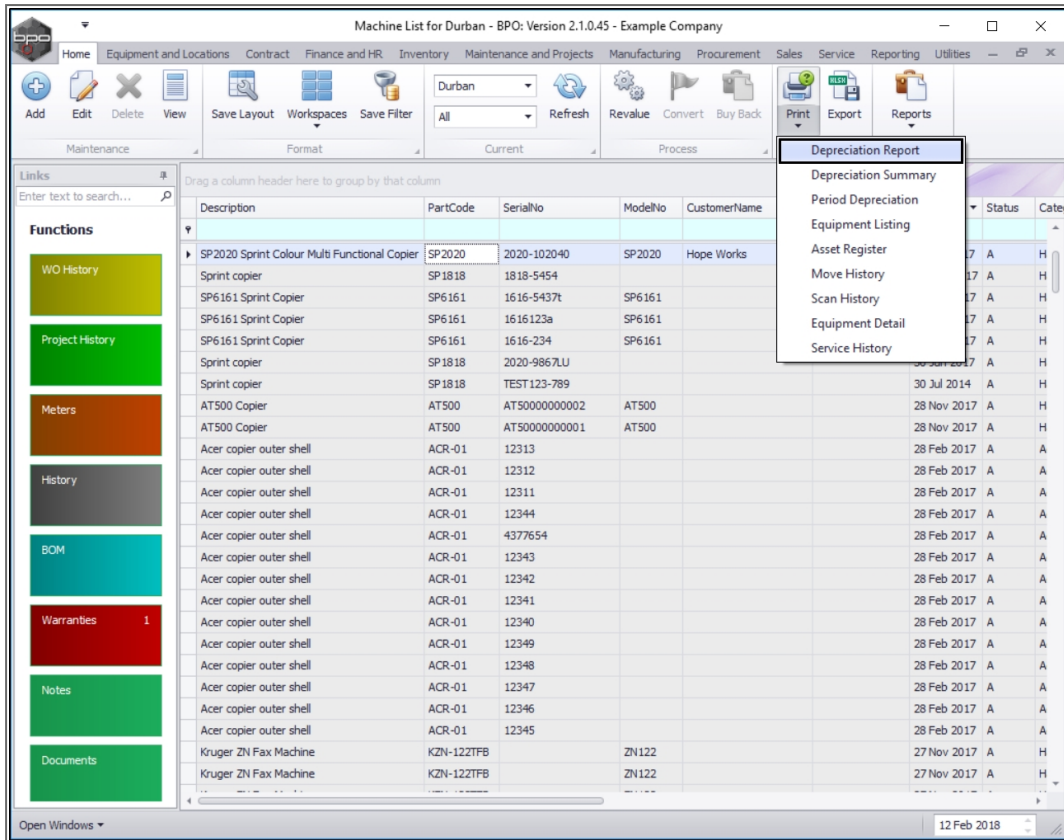 bpo
Machine List for Durban - BPO: Version 2.1.0.45 - Example Company
Home Equipment and Locations Contract Finance and HR Inventory Maintenance and Projects Manufacturing Procurement Sales Service Reporting Utilities
Add Edit Delete View Save Layout Workspaces Save Filter Durban All Refresh Revalue Convert Buy Back Print Export Reports
XLSX
Maintenance Format Current Process
Depreciation Report
Depreciation Summary
Period Depreciation
Equipment Listing
Asset Register
Move History
Scan History
Equipment Detail
Service History
Links
Enter text to search...
Functions
WO History
Project History
Meters
History
BOM
Warranties 1
Notes
Documents
Drag a column header here to group by that column
Description PartCode SerialNo ModelNo CustomerName Status Cate
SP2020 Sprint Colour Multi Functional Copier SP2020 2020-102040 SP2020 Hope Works 17 A H
Sprint copier SP1818 1818-5454 17 A H
SP6161 Sprint Copier SP6161 1616-5437t SP6161 17 A H
SP6161 Sprint Copier SP6161 1616123a SP6161 17 A H
SP6161 Sprint Copier SP6161 1616-234 SP6161 17 A H
Sprint copier SP1818 2020-9867LU 30 Jun 2017 A H
Sprint copier SP1818 TEST123-789 30 Jul 2014 A H
AT500 Copier AT500 AT50000000002 AT500 28 Nov 2017 A H
AT500 Copier AT500 AT50000000001 AT500 28 Nov 2017 A H
Acer copier outer shell ACR-01 12313 28 Feb 2017 A A
Acer copier outer shell ACR-01 12312 28 Feb 2017 A A
Acer copier outer shell ACR-01 12311 28 Feb 2017 A A
Acer copier outer shell ACR-01 12344 28 Feb 2017 A A
Acer copier outer shell ACR-01 4377654 28 Feb 2017 A A
Acer copier outer shell ACR-01 12343 28 Feb 2017 A A
Acer copier outer shell ACR-01 12342 28 Feb 2017 A A
Acer copier outer shell ACR-01 12341 28 Feb 2017 A A
Acer copier outer shell ACR-01 12340 28 Feb 2017 A A
Acer copier outer shell ACR-01 12349 28 Feb 2017 A A
Acer copier outer shell ACR-01 12348 28 Feb 2017 A A
Acer copier outer shell ACR-01 12347 28 Feb 2017 A A
Acer copier outer shell ACR-01 12346 28 Feb 2017 A A
Acer copier outer shell ACR-01 12345 28 Feb 2017 A A
Kruger ZN Fax Machine KZN-122TFB ZN122 27 Nov 2017 A H
Kruger ZN Fax Machine KZN-122TFB ZN122 27 Nov 2017 A H
Open Windows 12 Feb 2018